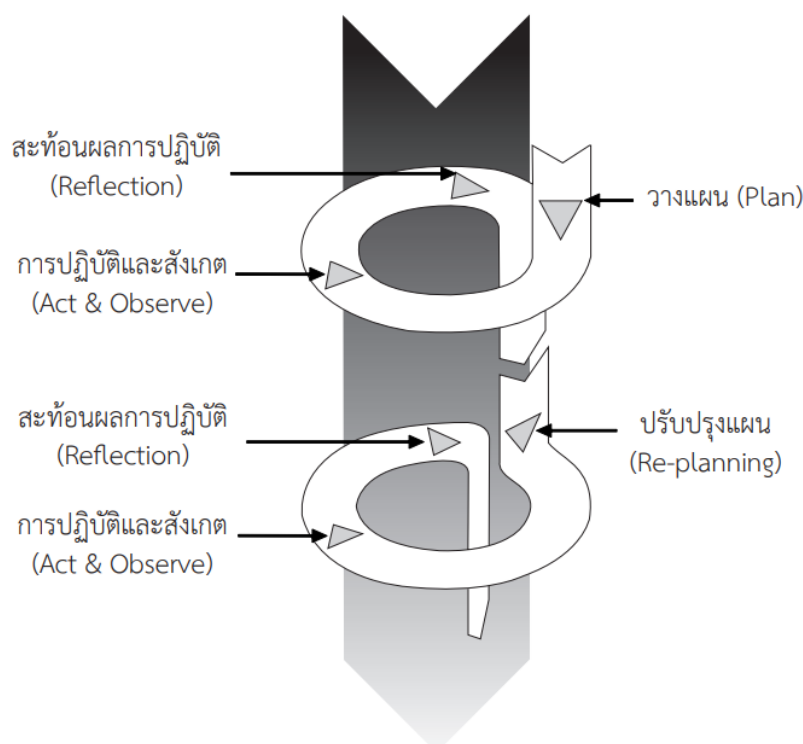 สะท้อนผลการปฏิบัติ
(Reflection)
วางแผน (Plan)
การปฏิบัติและสังเกต
(Act & Observe)
สะท้อนผลการปฏิบัติ
(Reflection)
ปรับปรุงแผน
(Re-planning)
การปฏิบัติและสังเกต
(Act & Observe)